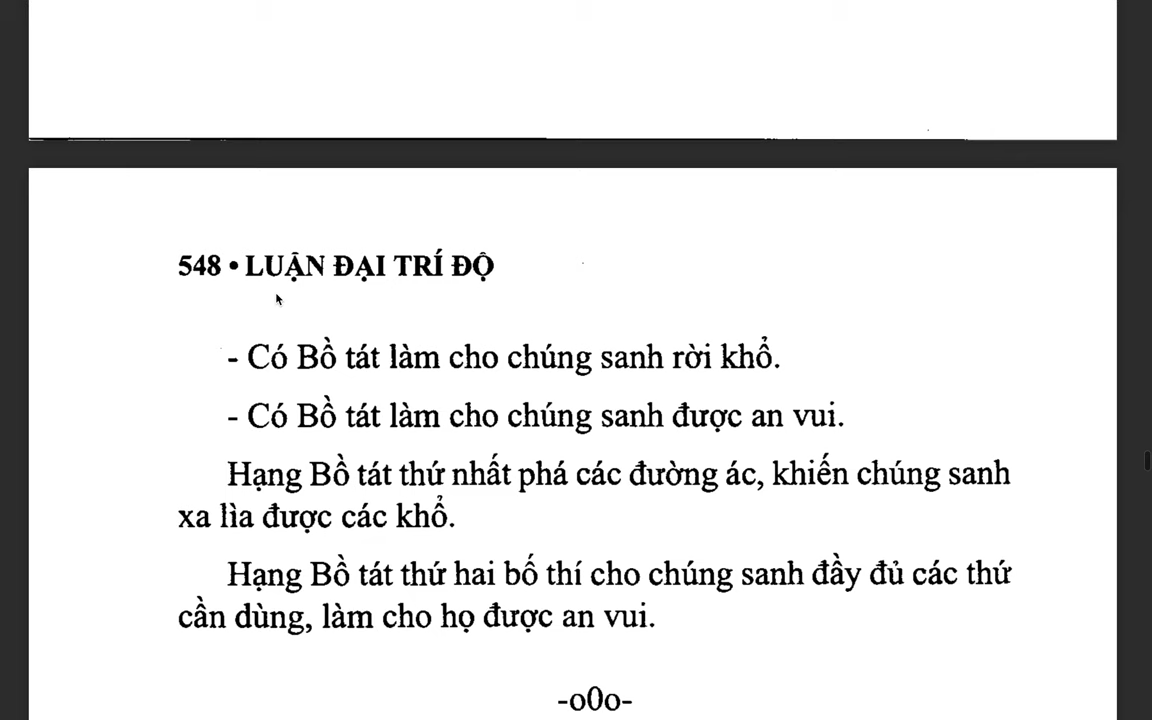 548 • LUẬN ĐẠI TRÍ ĐỘ
- Có Bồ tát làm cho chúng sanh rời khổ.
- Có Bồ tát làm cho chúng sanh được an vui.
Hạng Bồ tát thứ nhất phá các đường ác, khiến chúng sanh
xa lìa được các khổ.
Hạng Bồ tát thứ hai bố thí cho chúng sanh đầy đủ các thứ
cần dùng, làm cho họ được an vui.
-o0o-